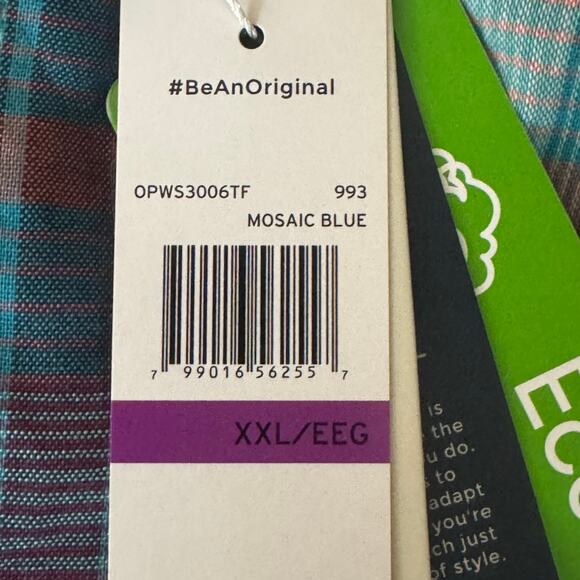 #BeAnOriginal
OPWS3006TF 993
MOSAIC BLUE
7 99016 56255 7
XXL/EEG
is
the
u do.
to
adapt
you're
ch just
of style.
ECO